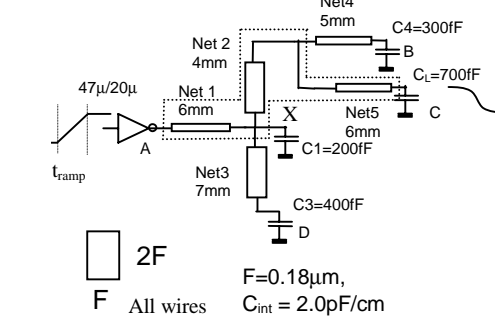 Net4
5mm
C4=300fF
B
Net 2
4mm
47μ/20μ
Net 1
6mm
C_L=700fF
X
Net5
6mm
C
A
C1=200fF
t_ramp
Net3
7mm
C3=400fF
D
2F
F
All wires
F=0.18μm,
C_int = 2.0pF/cm